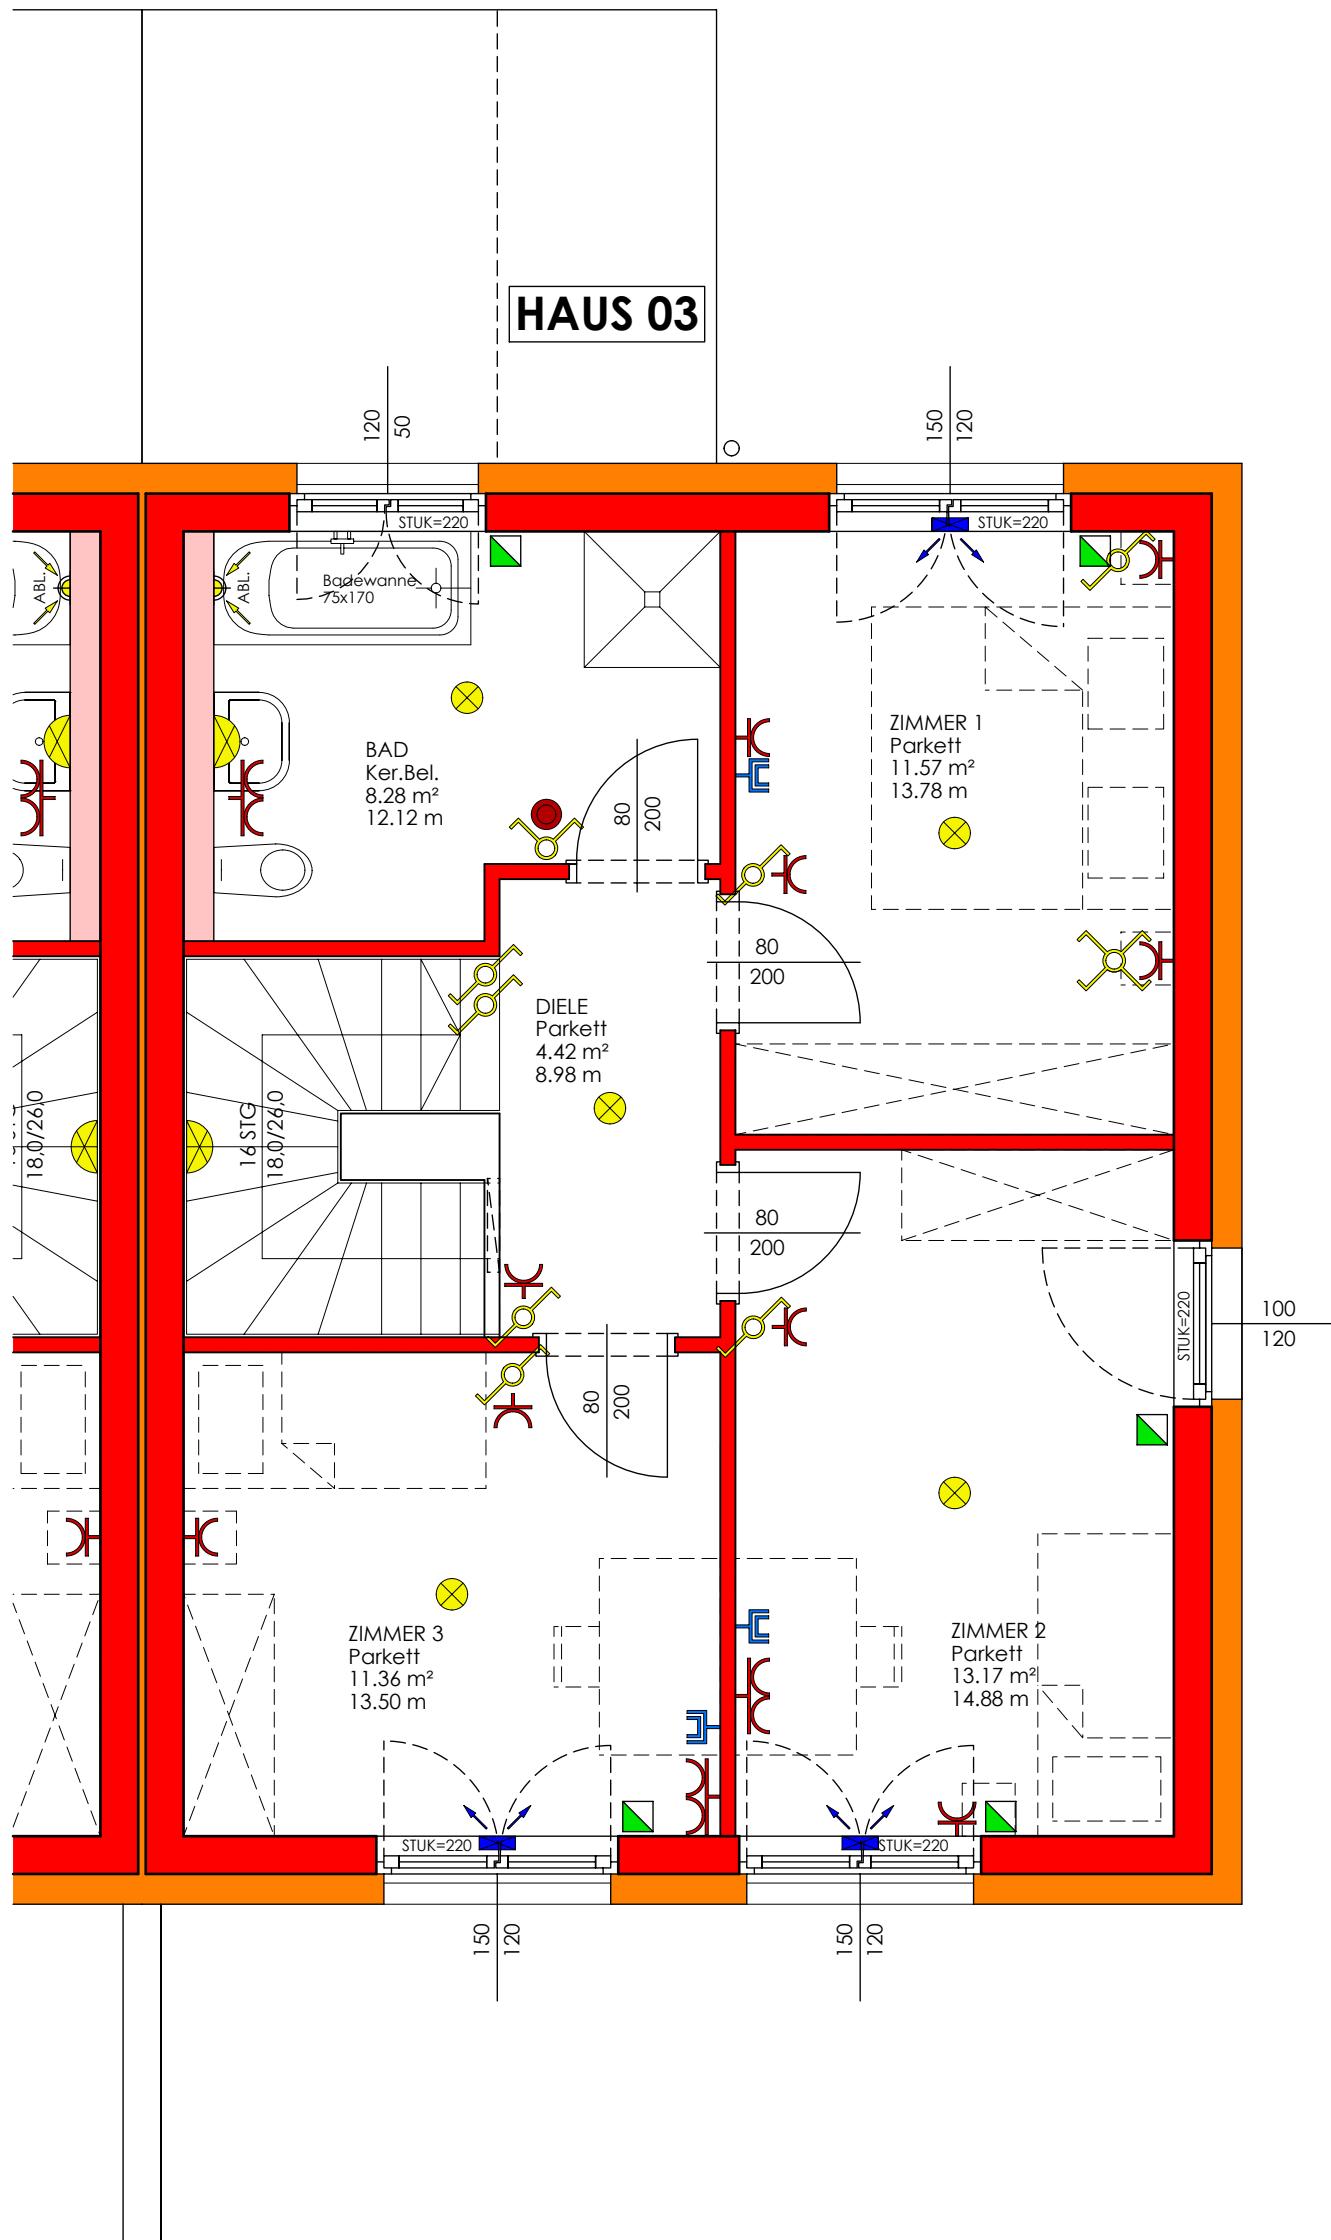 HAUS 03
120
50
150
120
STUK=220
STUK=220
ABL.
ABL.
Badewanne
75x170
ZIMMER 1
Parkett
11.57 m²
13.78 m
BAD
Ker.Bel.
8.28 m²
12.12 m
80
200
80
200
DIELE
Parkett
4.42 m²
8.98 m
18,0/26,0
16 STG
18,0/26,0
80
200
STUK=220
100
120
80
200
ZIMMER 3
Parkett
11.36 m²
13.50 m
ZIMMER 2
Parkett
13.17 m²
14.88 m
STUK=220
STUK=220
150
120
150
120